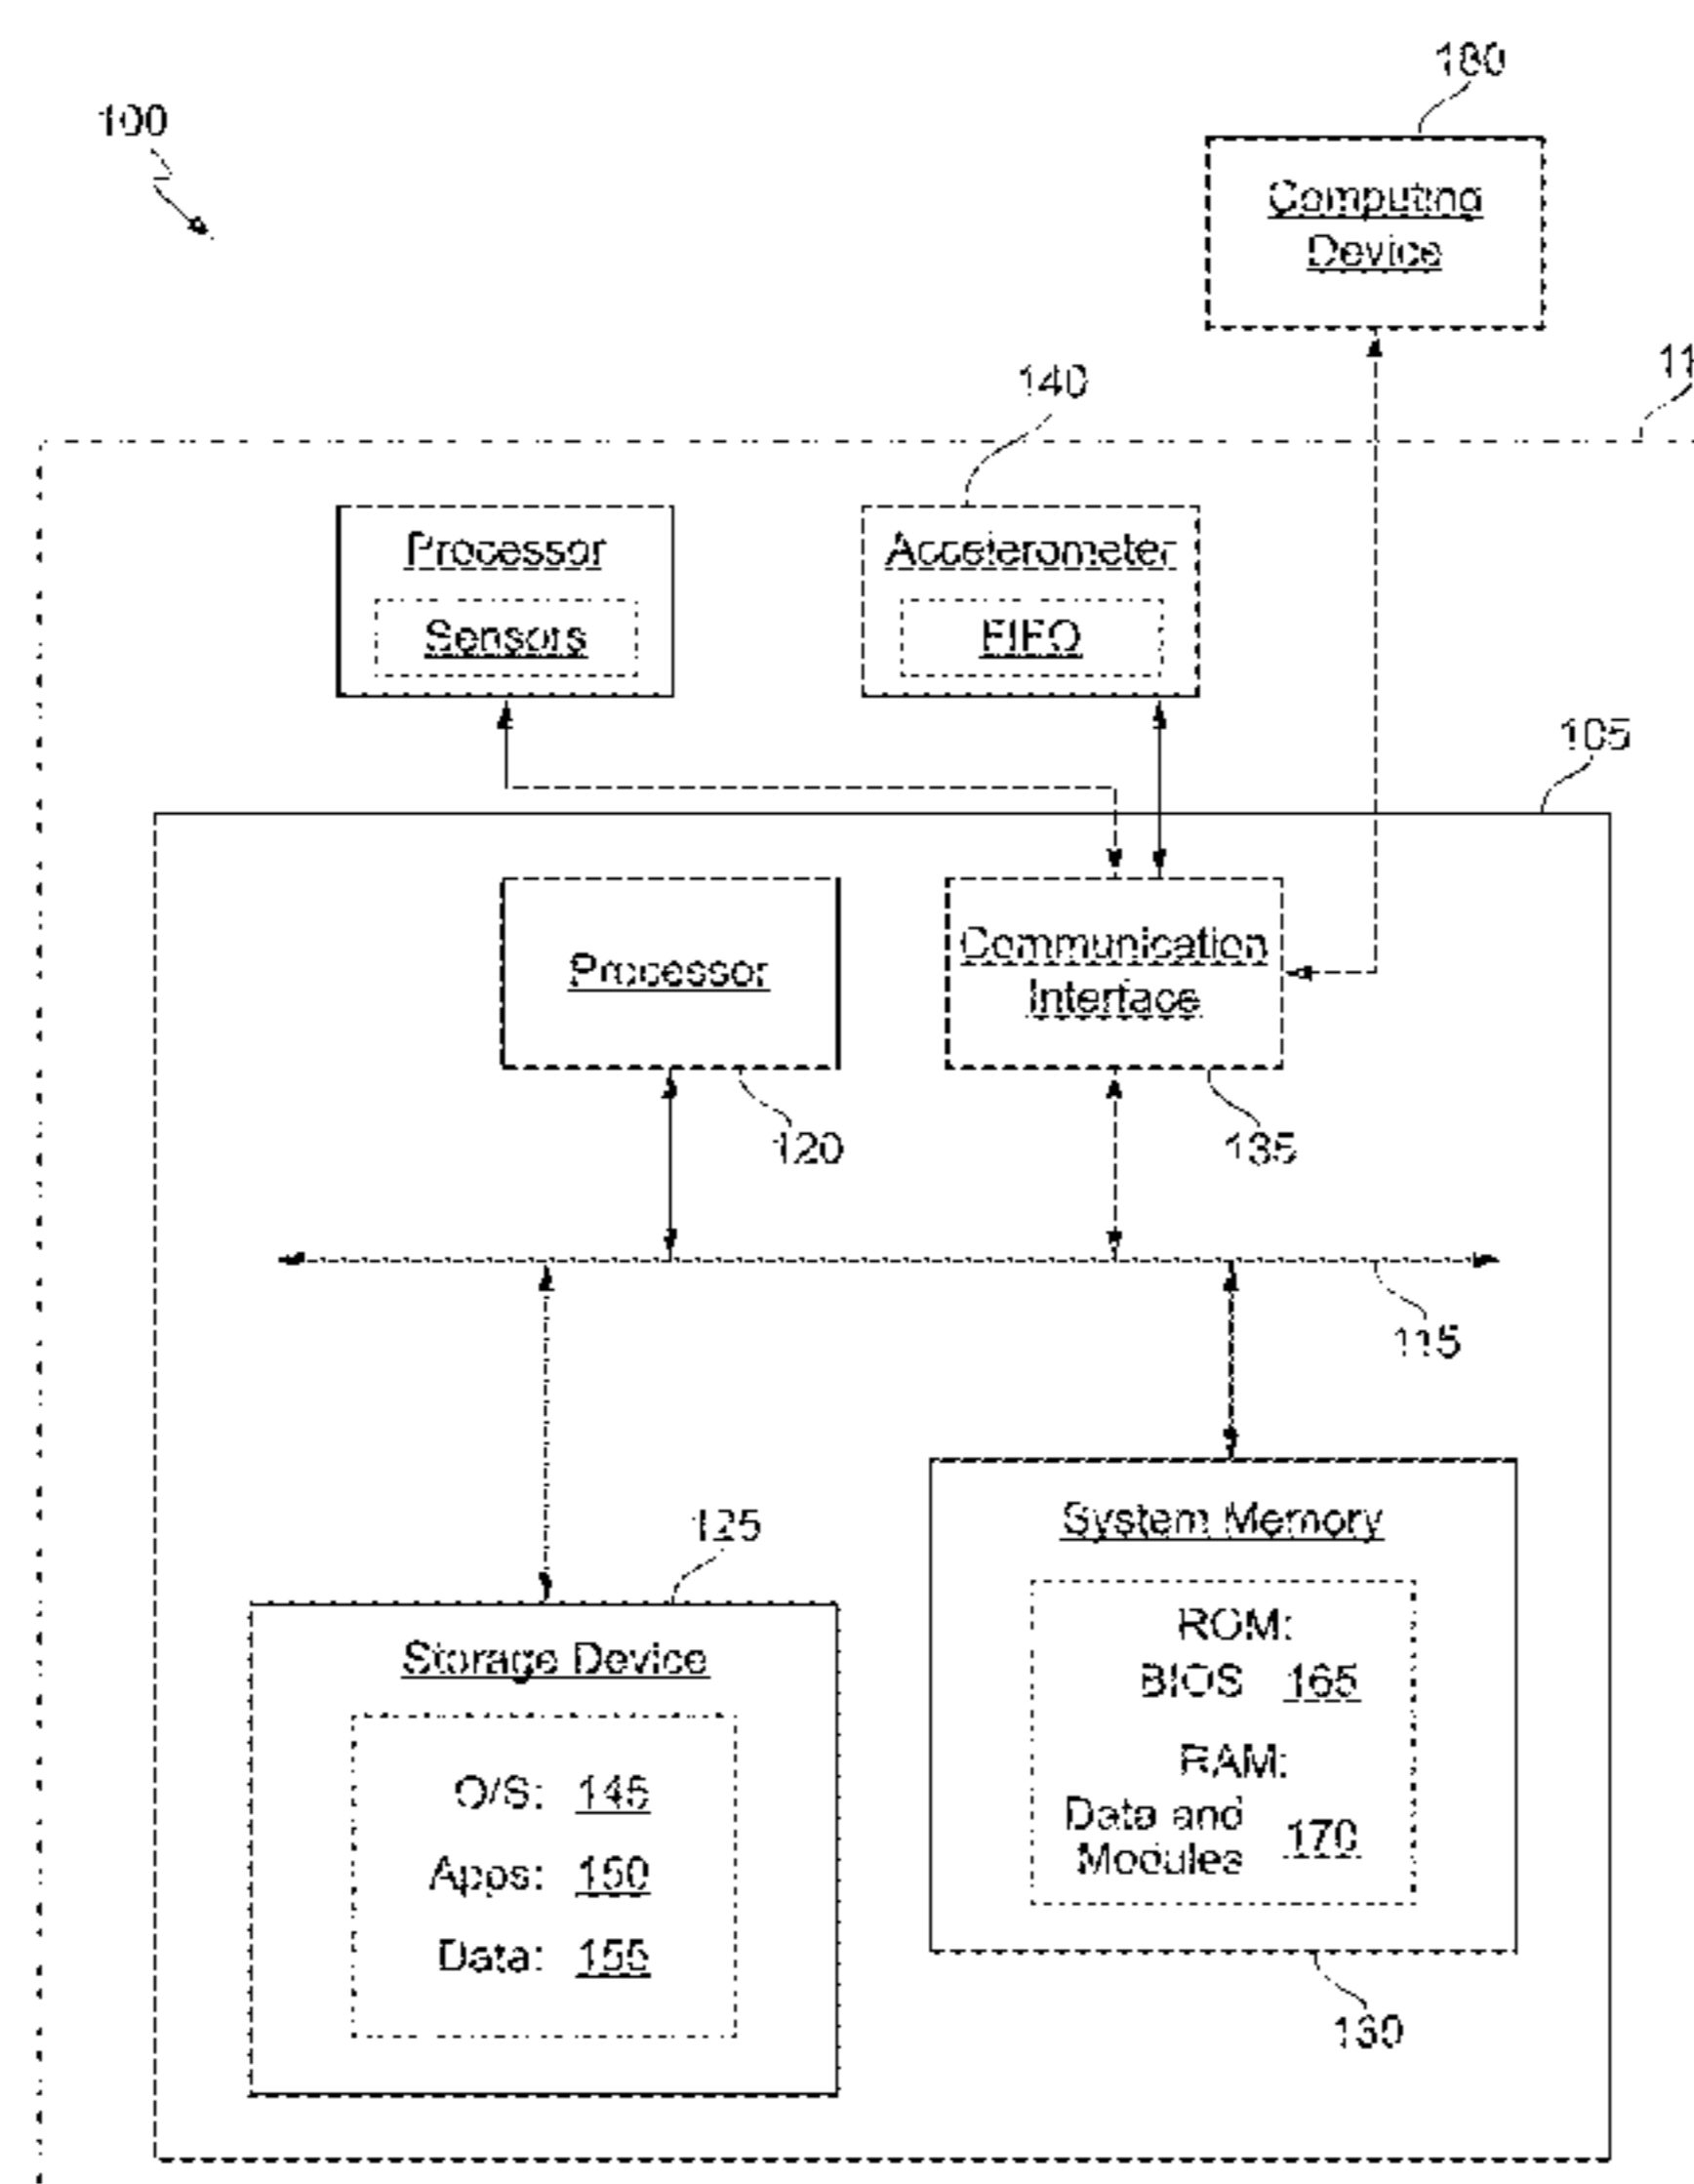 100
180
Computing
Device
11
140
Processor
Sensors
Accelerometer
FIFO
105
Processor
Communication
Interface
120
135
115
125
System Memory
ROM:
BIOS 165
RAM:
Data and
Modules 170
Storage Device
O/S: 145
Apps: 150
Data: 155
130